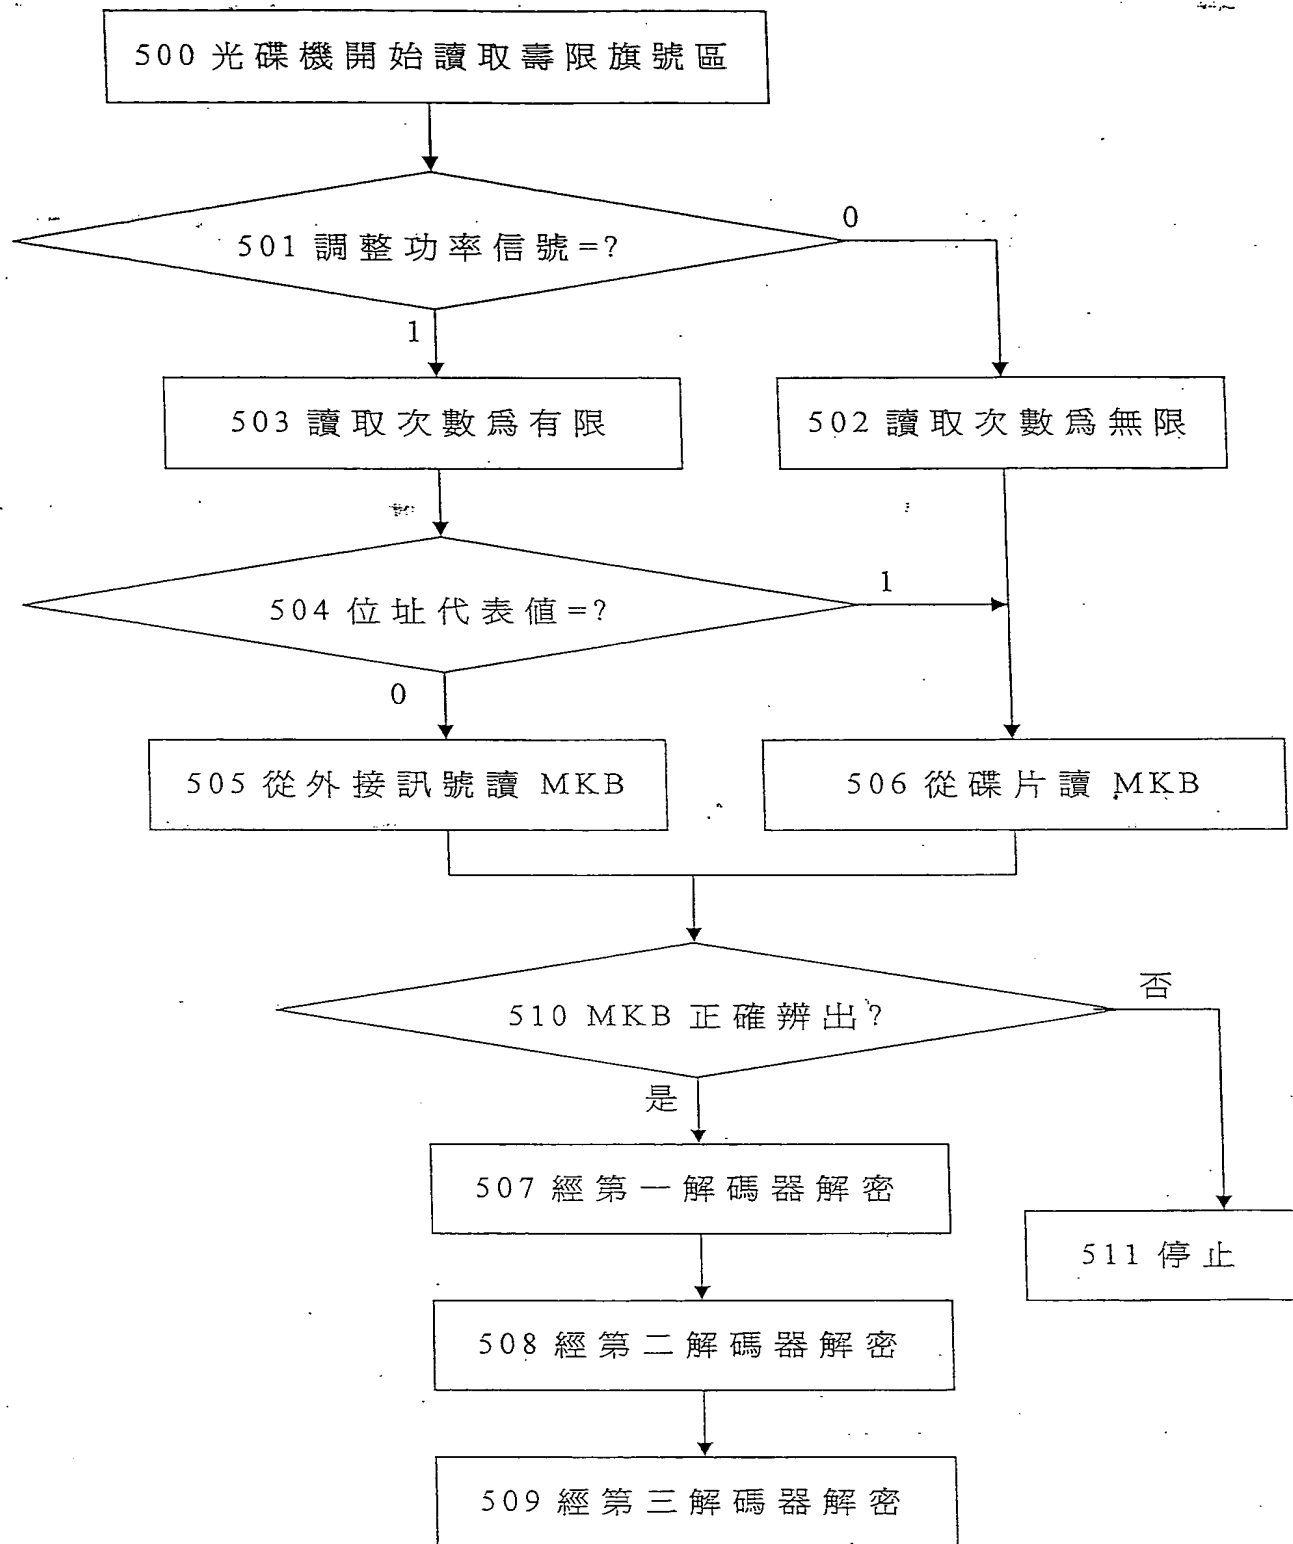 500 光碟機開始讀取壽限旗號區
501 調整功率信號=?
0
1
503 讀取次數爲有限
502 讀取次數爲無限
504 位址代表值=?
1
0
505 從外接訊號讀 MKB
506 從碟片讀 MKB
510 MKB 正確辨出?
否
是
507 經第一解碼器解密
511 停止
508 經第二解碼器解密
509 經第三解碼器解密